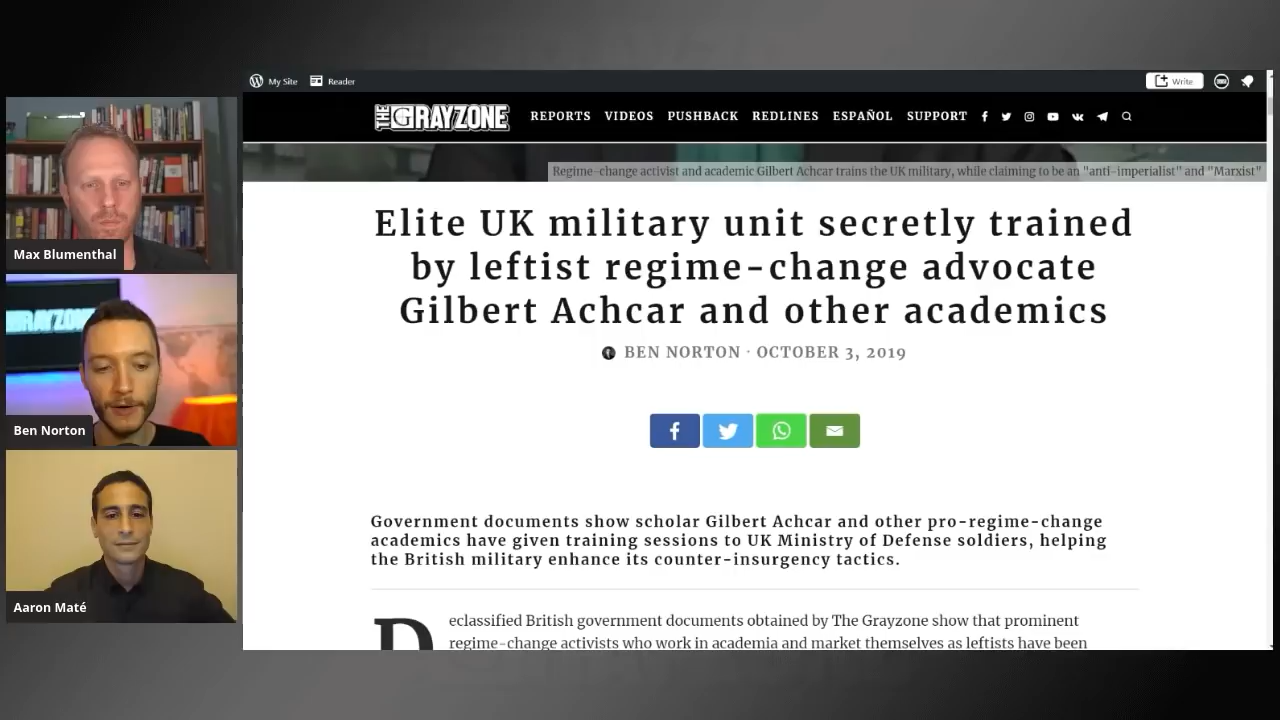 My Site
Reader
Write
THE GRAYZONE
REPORTS
VIDEOS
PUSHBACK
REDLINES
ESPAÑOL
SUPPORT
Regime-change activist and academic Gilbert Achcar trains the UK military, while claiming to be an "anti-imperialist" and "Marxist"
Elite UK military unit secretly trained
by leftist regime-change advocate
Gilbert Achcar and other academics
BEN NORTON · OCTOBER 3, 2019
Government documents show scholar Gilbert Achcar and other pro-regime-change
academics have given training sessions to UK Ministry of Defense soldiers, helping
the British military enhance its counter-insurgency tactics.
Declassified British government documents obtained by The Grayzone show that prominent
regime-change activists who work in academia and market themselves as leftists have been
Max Blumenthal
GRAYZONE
Ben Norton
Aaron Maté